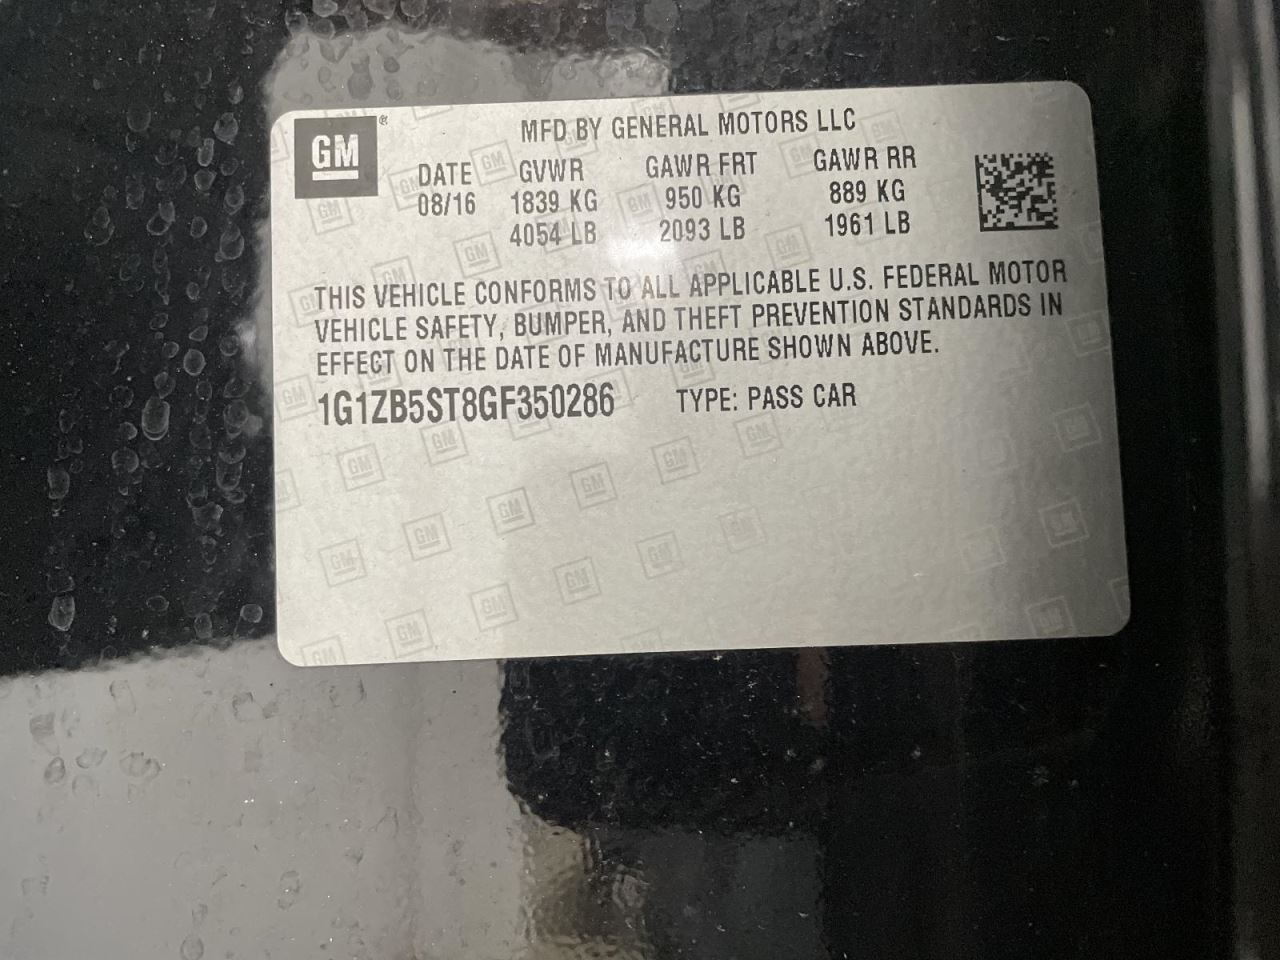 GM®
MFD BY GENERAL MOTORS LLC
DATE GVWR GAWR FRT GAWR RR
08/16 1839 KG 950 KG 889 KG
4054 LB 2093 LB 1961 LB
THIS VEHICLE CONFORMS TO ALL APPLICABLE U.S. FEDERAL MOTOR
VEHICLE SAFETY, BUMPER, AND THEFT PREVENTION STANDARDS IN
EFFECT ON THE DATE OF MANUFACTURE SHOWN ABOVE.
1G1ZB5ST8GF350286 TYPE: PASS CAR